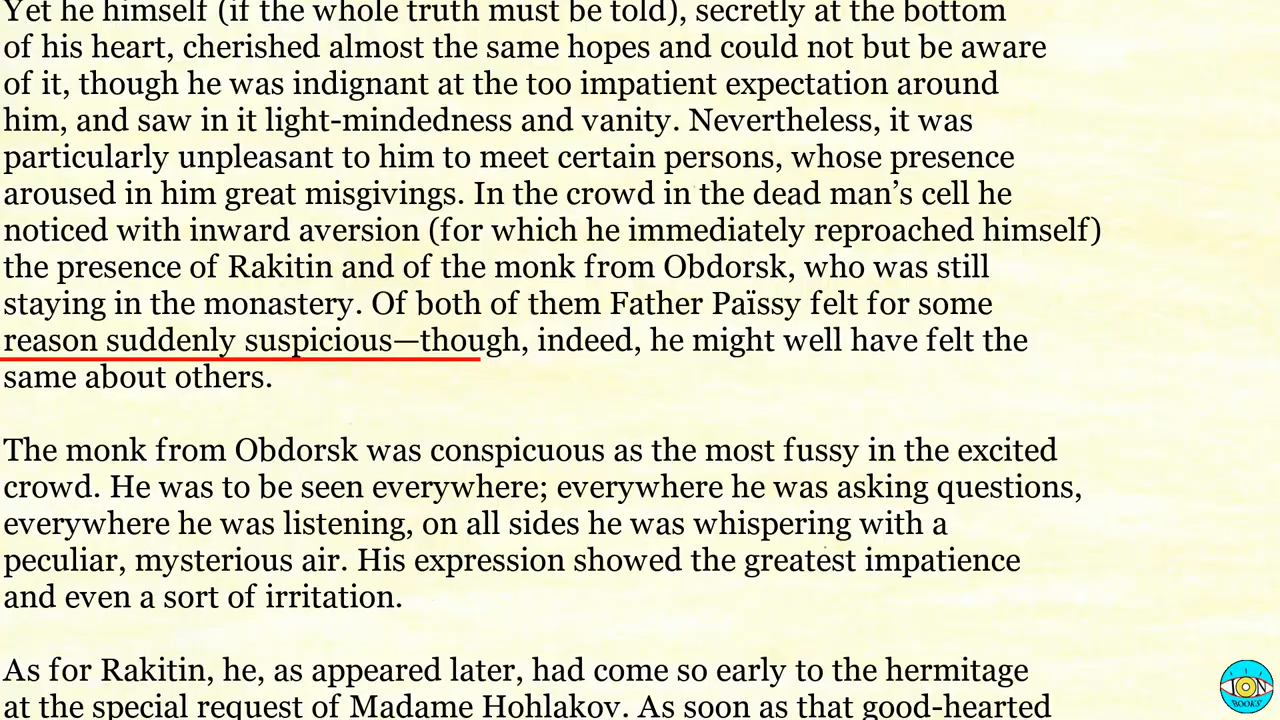 Yet he himself (if the whole truth must be told), secretly at the bottom
of his heart, cherished almost the same hopes and could not but be aware
of it, though he was indignant at the too impatient expectation around
him, and saw in it light-mindedness and vanity. Nevertheless, it was
particularly unpleasant to him to meet certain persons, whose presence
aroused in him great misgivings. In the crowd in the dead man’s cell he
noticed with inward aversion (for which he immediately reproached himself)
the presence of Rakitin and of the monk from Obdorsk, who was still
staying in the monastery. Of both of them Father Païssy felt for some
reason suddenly suspicious—though, indeed, he might well have felt the
same about others.
The monk from Obdorsk was conspicuous as the most fussy in the excited
crowd. He was to be seen everywhere; everywhere he was asking questions,
everywhere he was listening, on all sides he was whispering with a
peculiar, mysterious air. His expression showed the greatest impatience
and even a sort of irritation.
As for Rakitin, he, as appeared later, had come so early to the hermitage
at the special request of Madame Hohlakov. As soon as that good-hearted
ION
BOOKS